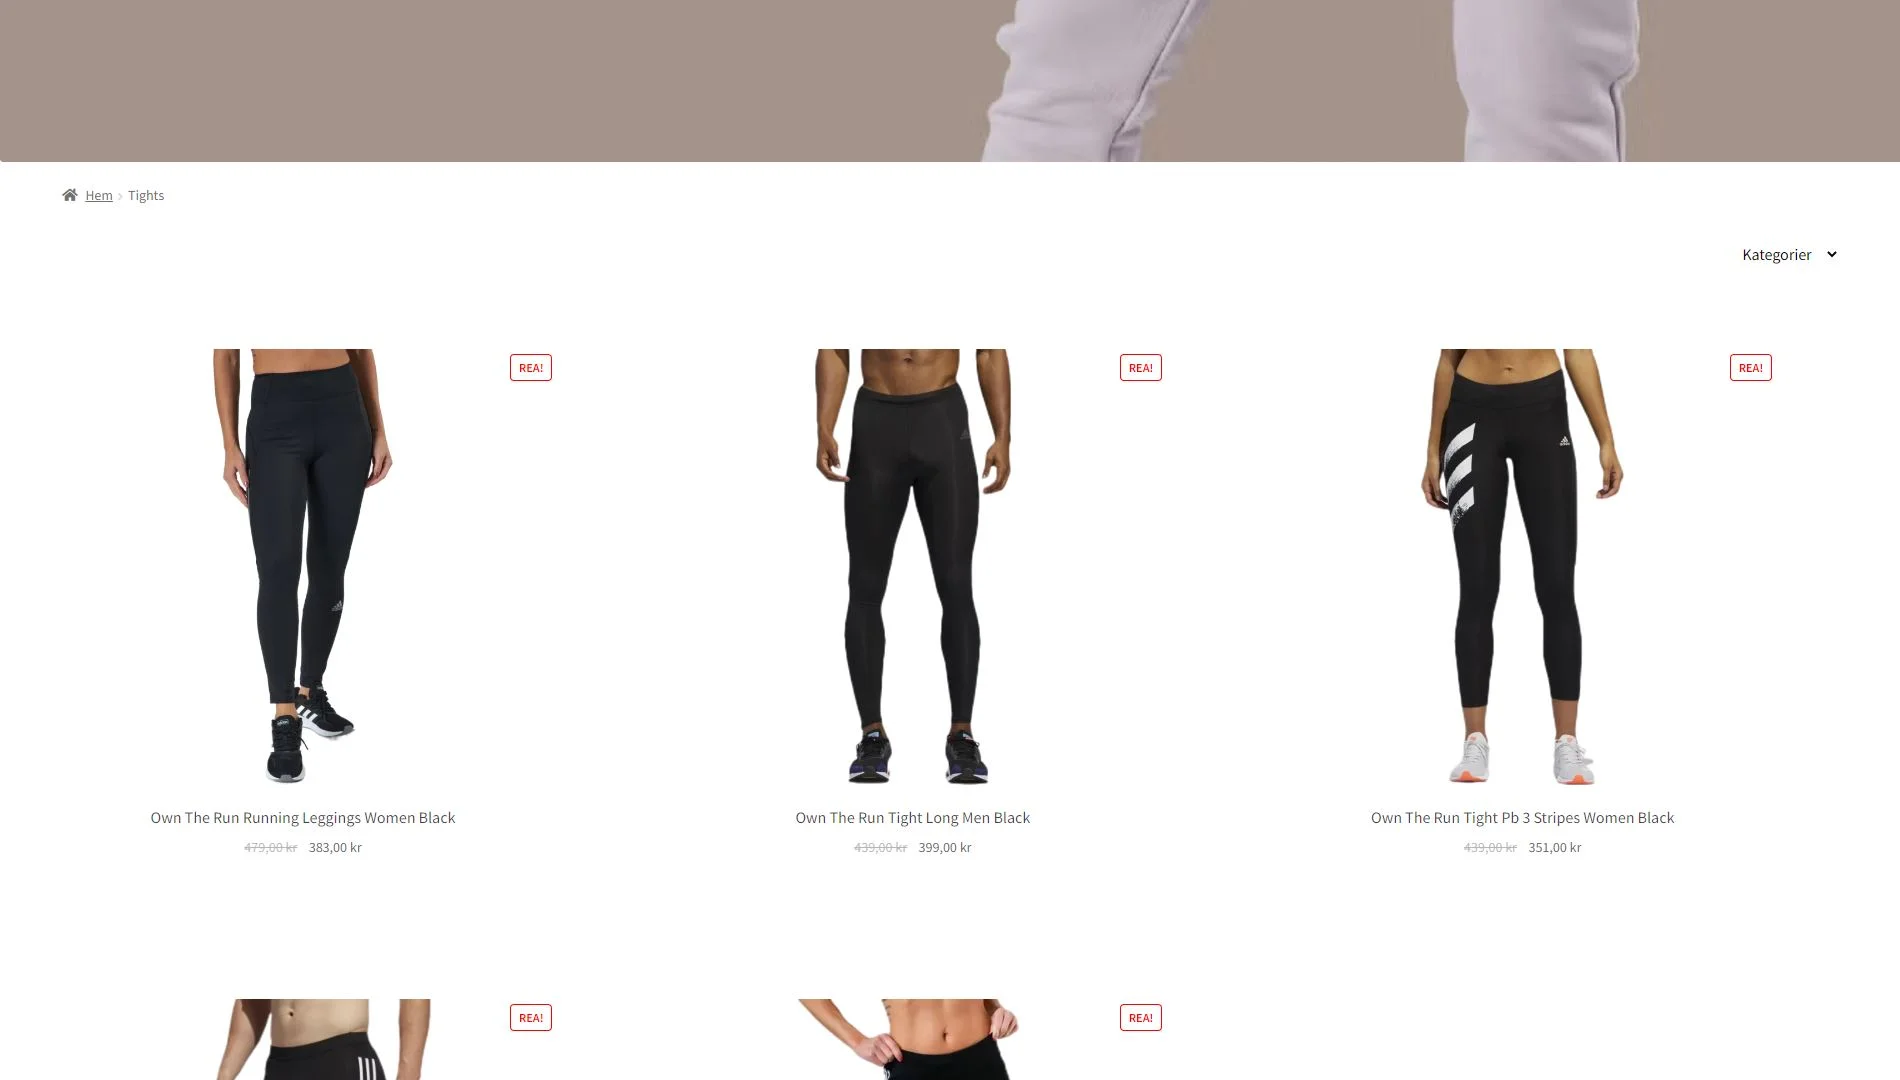 Hem › Tights
Kategorier
REA!
REA!
REA!
Own The Run Running Leggings Women Black
479,00 kr 383,00 kr
Own The Run Tight Long Men Black
439,00 kr 399,00 kr
Own The Run Tight Pb 3 Stripes Women Black
439,00 kr 351,00 kr
REA!
REA!